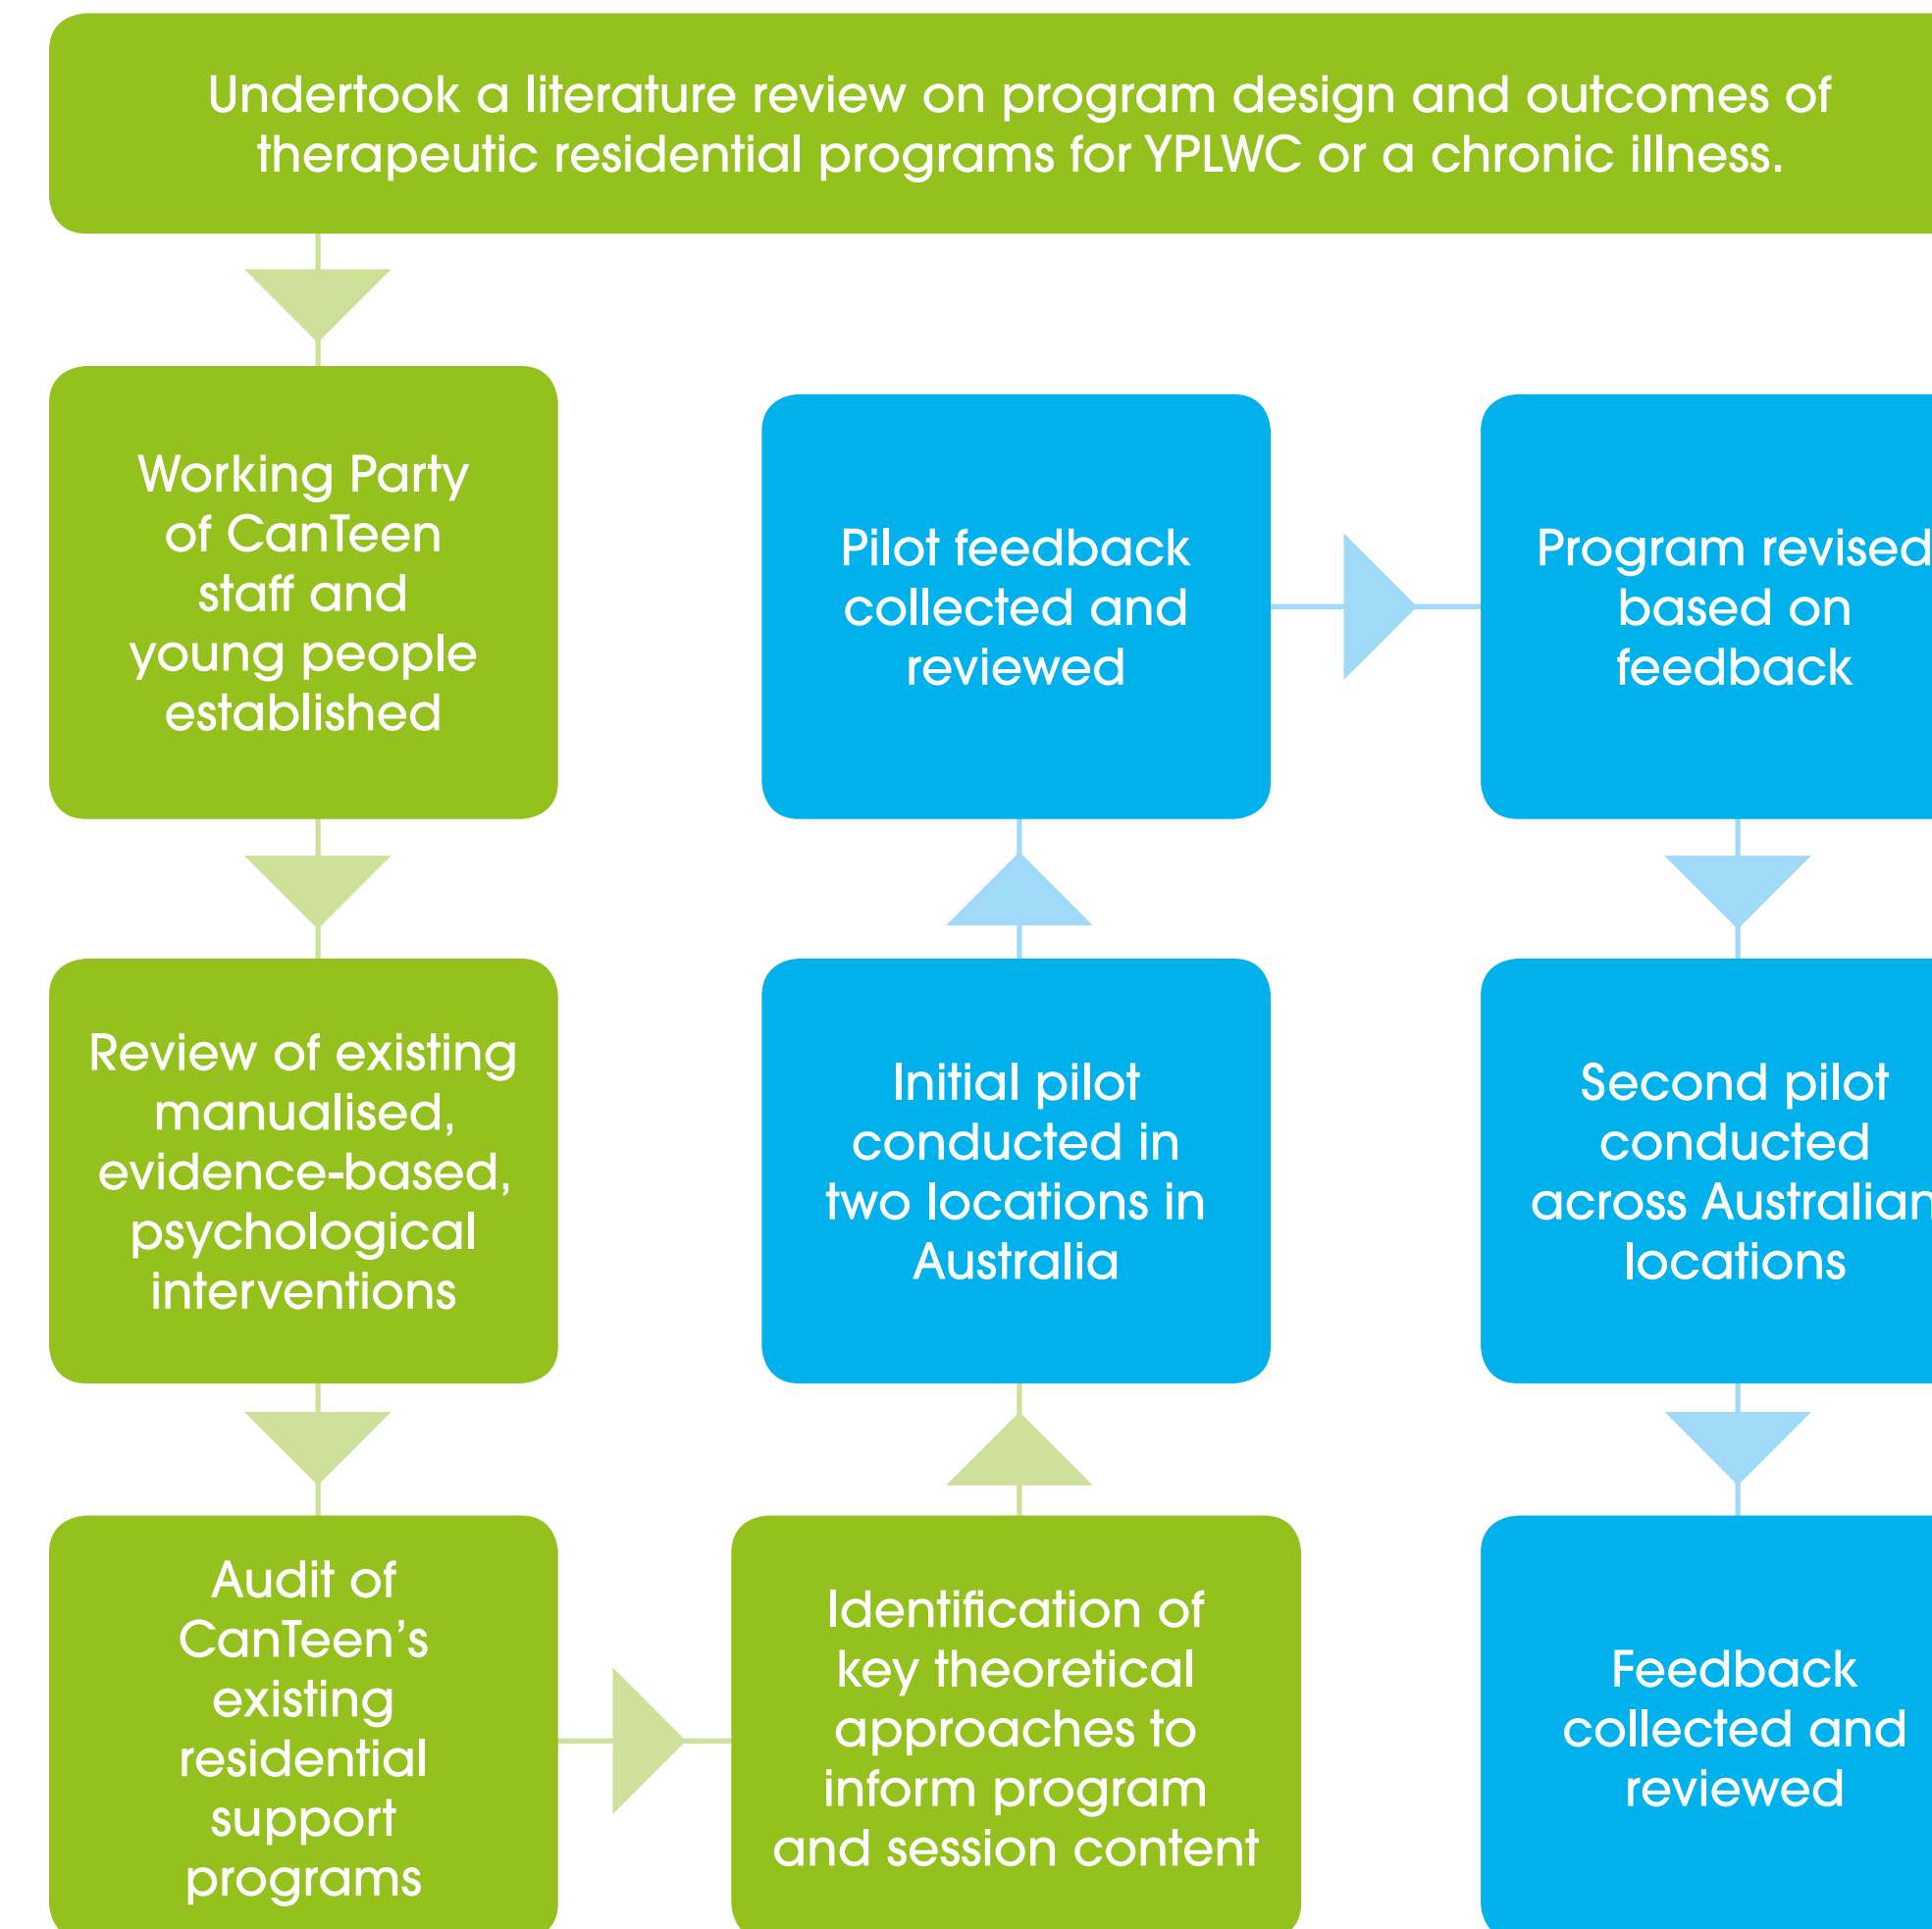 Undertook a literature review on program design and outcomes of
therapeutic residential programs for YPLWC or a chronic illness.
Working Party
of CanTeen
staff and
young people
established
Review of existing
manualised,
evidence-based,
psychological
interventions
Audit of
CanTeen’s
existing
residential
support
programs
Identification of
key theoretical
approaches to
inform program
and session content
Initial pilot
conducted in
two locations in
Australia
Pilot feedback
collected and
reviewed
Program revised
based on
feedback
Second pilot
conducted
across Australian
locations
Feedback
collected and
reviewed